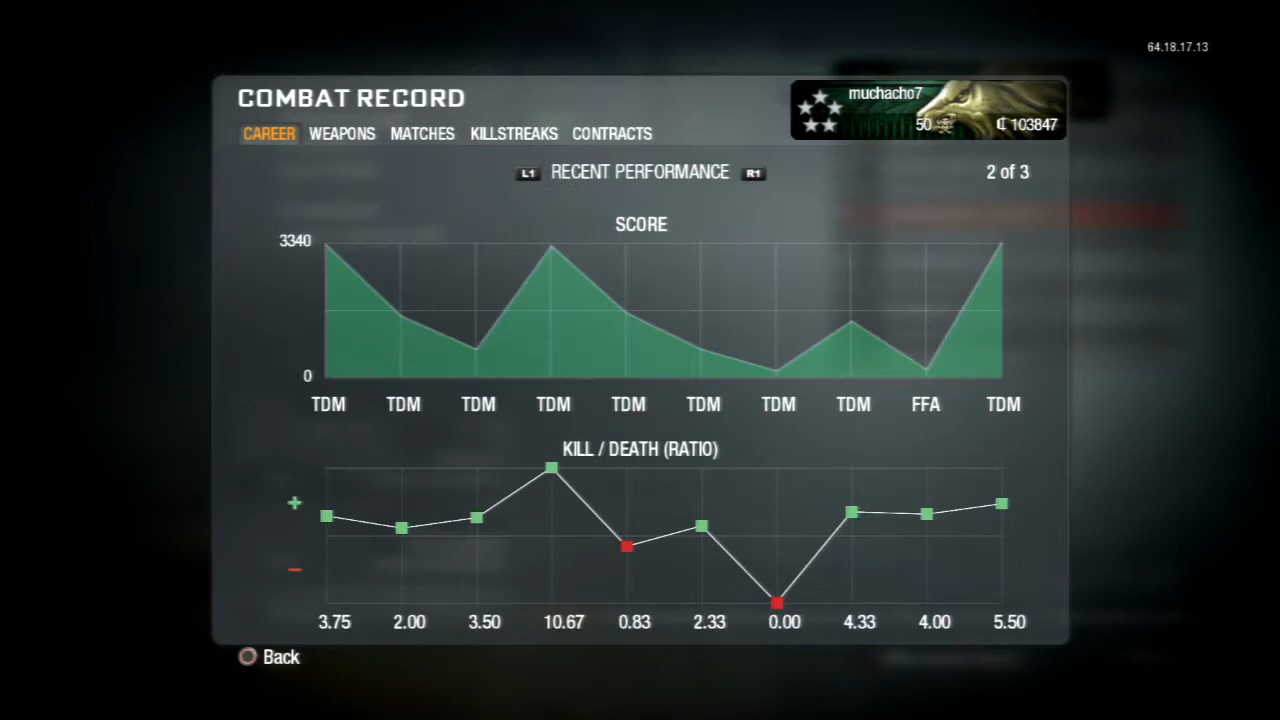 64.18.17.13
COMBAT RECORD
muchacho7
50 ₵ 103847
CAREER WEAPONS MATCHES KILLSTREAKS CONTRACTS
L1 RECENT PERFORMANCE R1 2 of 3
SCORE
3340
0
TDM TDM TDM TDM TDM TDM TDM TDM FFA TDM
KILL / DEATH (RATIO)
+
–
3.75 2.00 3.50 10.67 0.83 2.33 0.00 4.33 4.00 5.50
Back